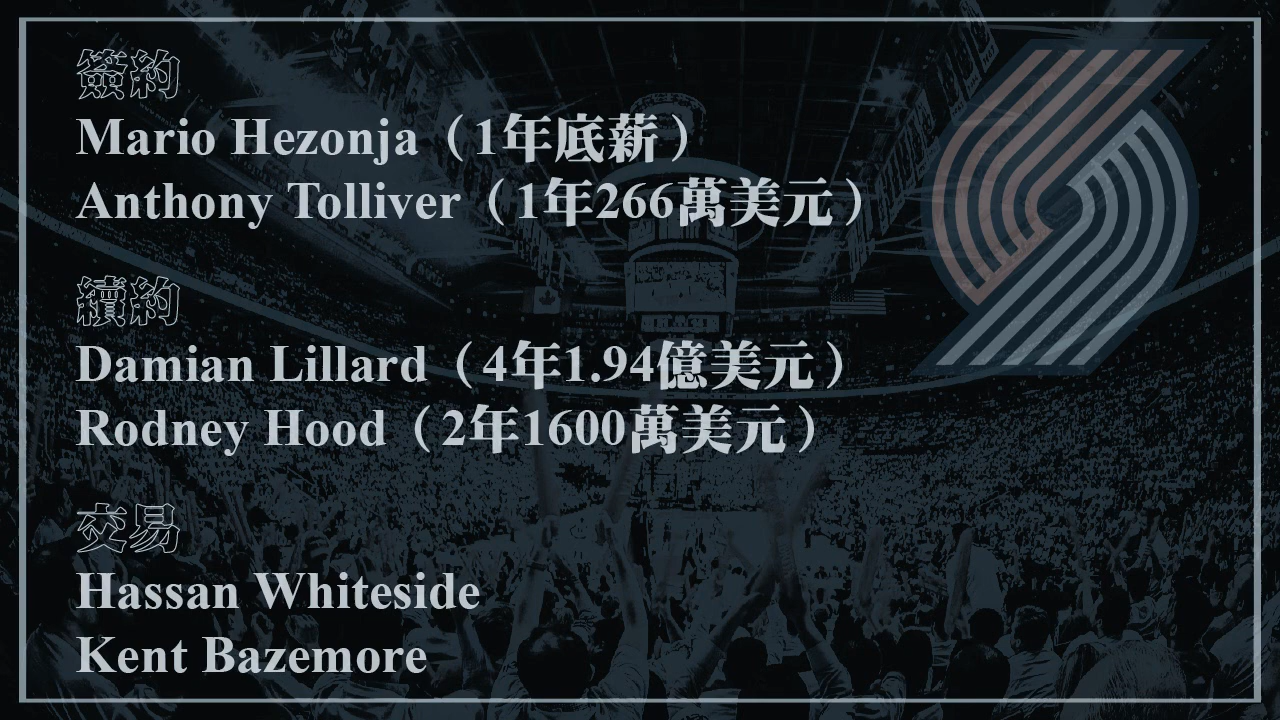 簽約
Mario Hezonja（1年底薪）
Anthony Tolliver（1年266萬美元）
續約
Damian Lillard（4年1.94億美元）
Rodney Hood（2年1600萬美元）
交易
Hassan Whiteside
Kent Bazemore